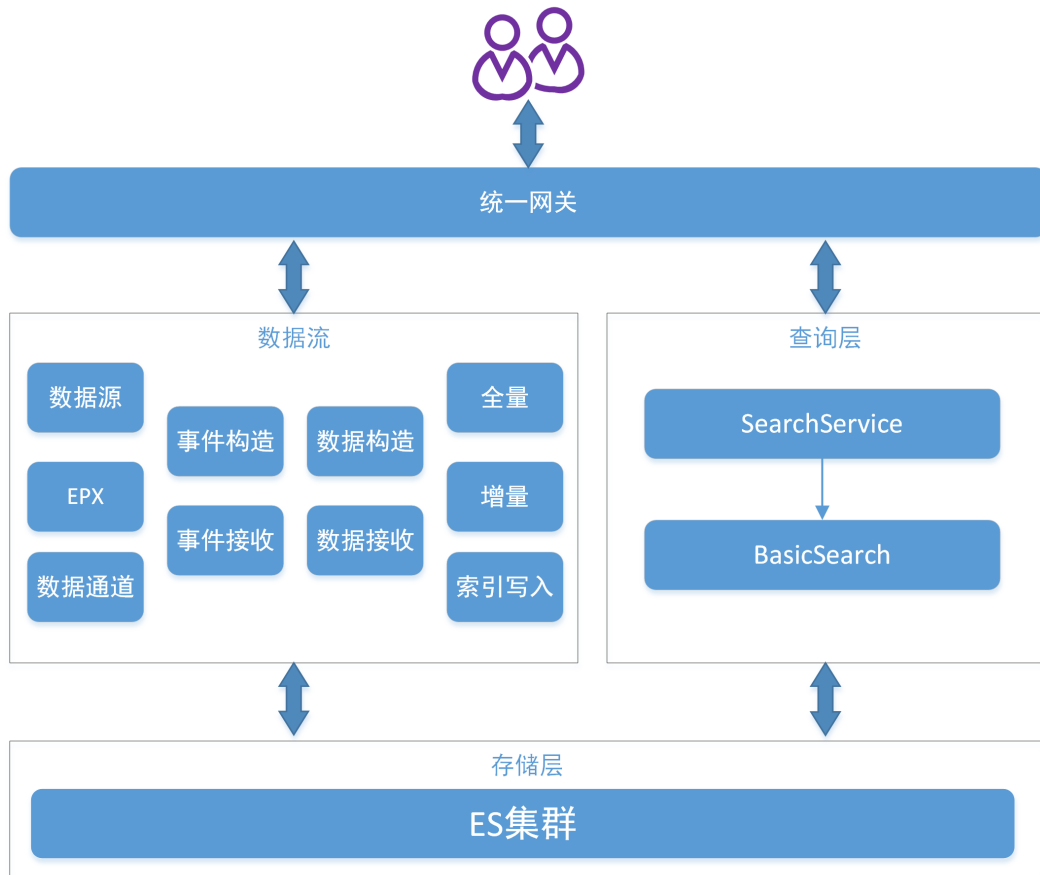 统一网关
数据流
数据源
事件构造
数据构造
全量
EPX
事件接收
数据接收
增量
数据通道
索引写入
查询层
SearchService
BasicSearch
存储层
ES集群